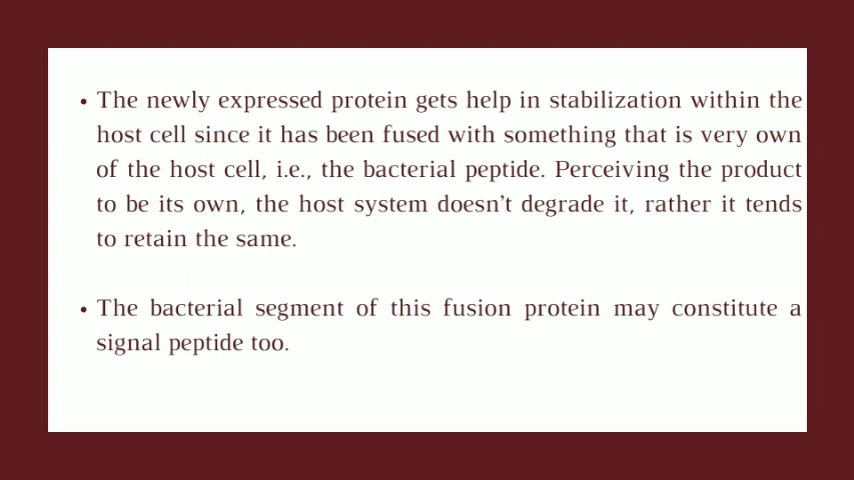 • The newly expressed protein gets help in stabilization within the
host cell since it has been fused with something that is very own
of the host cell, i.e., the bacterial peptide. Perceiving the product
to be its own, the host system doesn’t degrade it, rather it tends
to retain the same.
• The bacterial segment of this fusion protein may constitute a
signal peptide too.